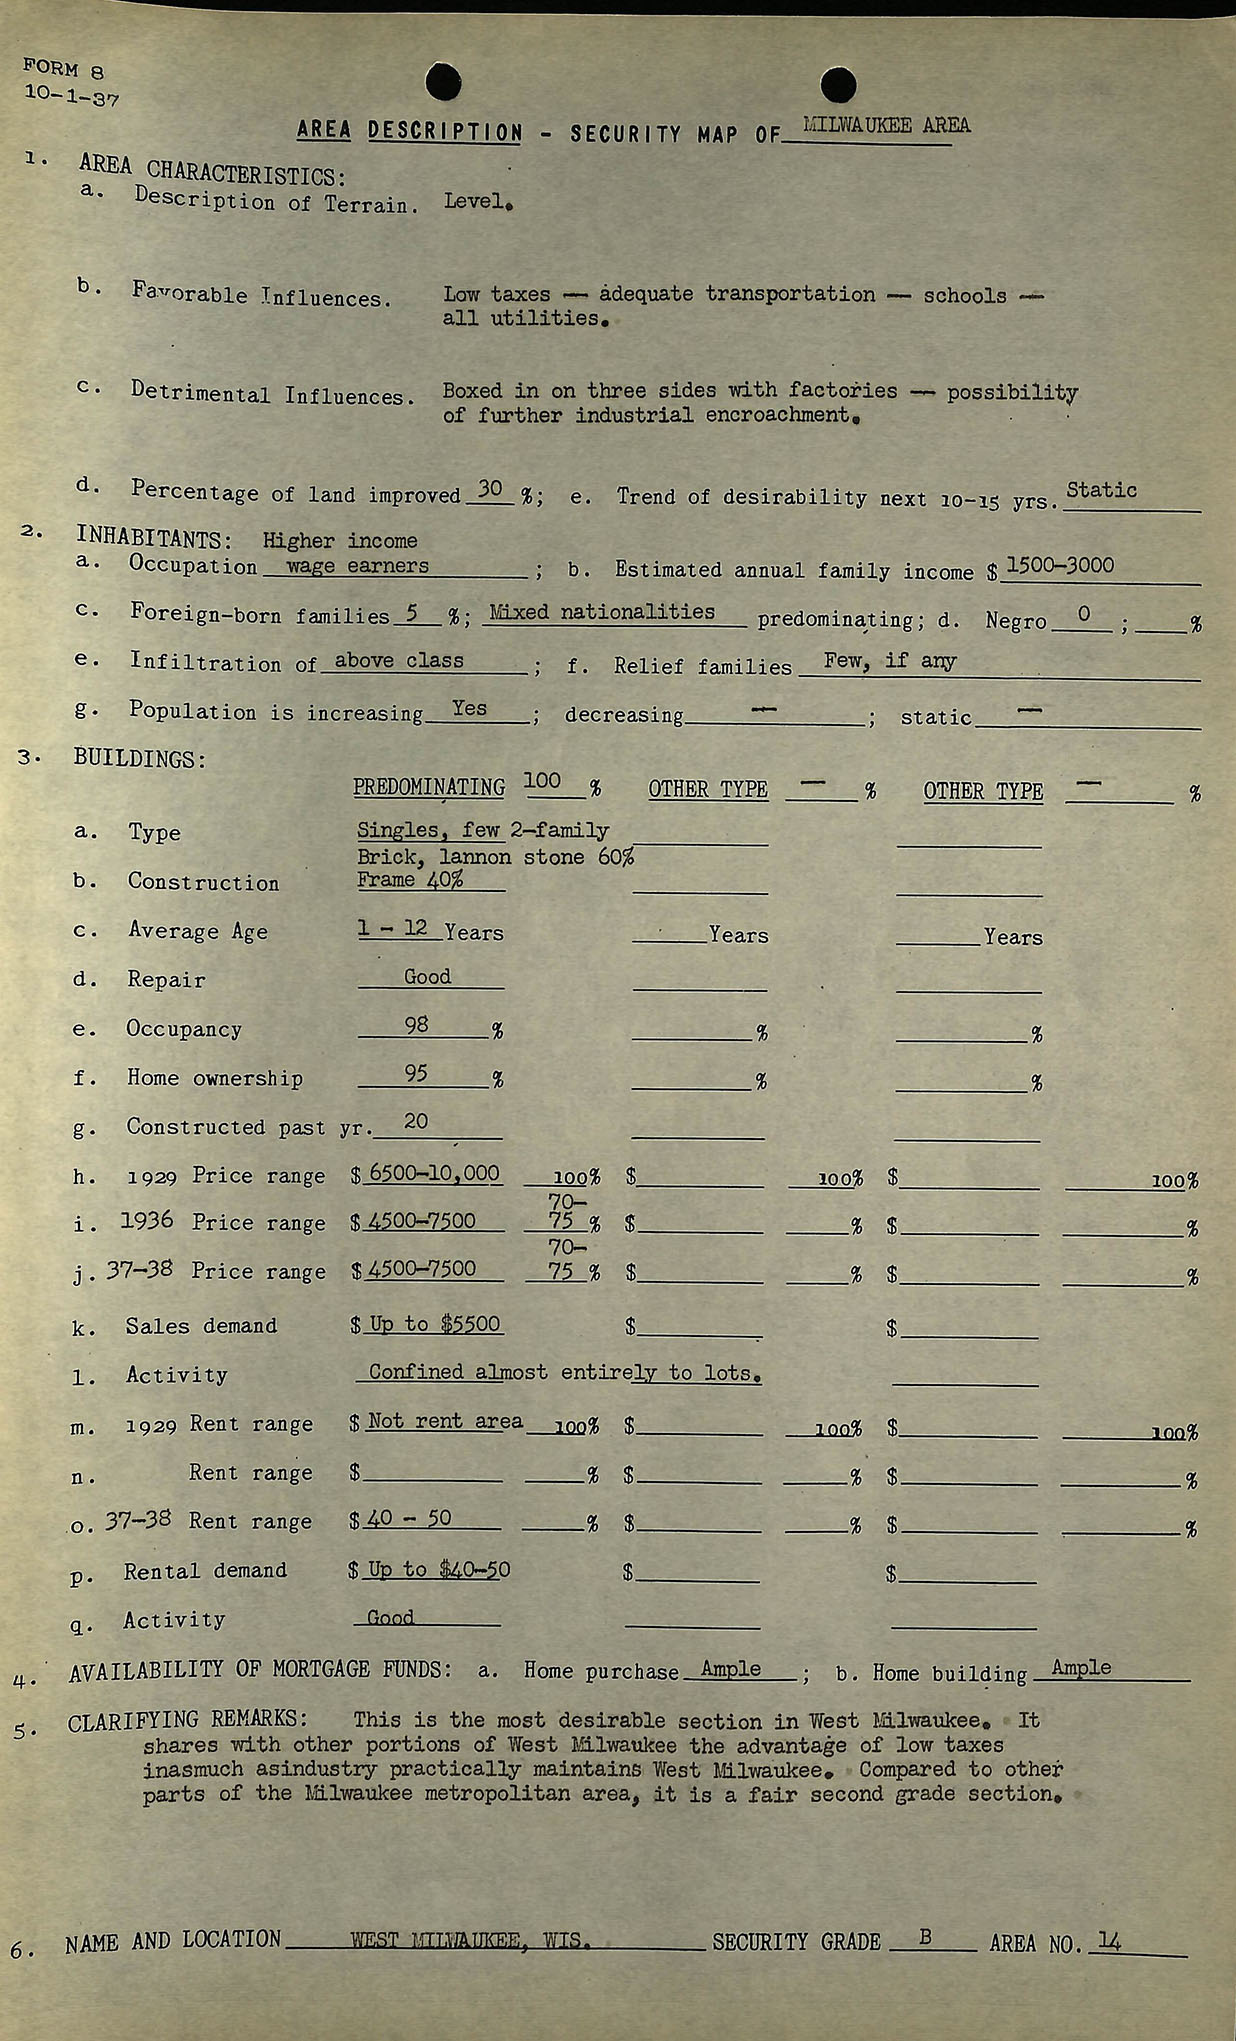 FORM 8
10-1-37
AREA DESCRIPTION - SECURITY MAP OF MILWAUKEE AREA
1. AREA CHARACTERISTICS:
a. Description of Terrain. Level.
b. Favorable Influences. Low taxes — adequate transportation — schools —
all utilities.
c. Detrimental Influences. Boxed in on three sides with factories — possibility
of further industrial encroachment.
d. Percentage of land improved 30 %; e. Trend of desirability next 10-15 yrs. Static
2. INHABITANTS: Higher income
a. Occupation wage earners ; b. Estimated annual family income $ 1500-3000
c. Foreign-born families 5 %; Mixed nationalities predominating; d. Negro 0 ; %
e. Infiltration of above class ; f. Relief families Few, if any
g. Population is increasing Yes ; decreasing — ; static —
3. BUILDINGS:
PREDOMINATING 100 % OTHER TYPE — % OTHER TYPE — %
a. Type Singles, few 2-family
Brick, lannon stone 60%
b. Construction Frame 40%
c. Average Age 1 - 12 Years Years Years
d. Repair Good
e. Occupancy 98 % % %
f. Home ownership 95 % % %
g. Constructed past yr. 20
h. 1929 Price range $ 6500-10,000 100% $ 100% $ 100%
70-
i. 1936 Price range $ 4500-7500 75 % $ % $ %
70-
j. 37-38 Price range $ 4500-7500 75 % $ % $ %
k. Sales demand $ Up to $5500 $ $
l. Activity Confined almost entirely to lots.
m. 1929 Rent range $ Not rent area 100% $ 100% $ 100%
n. Rent range $ % $ % $ %
o. 37-38 Rent range $ 40 - 50 % $ % $ %
p. Rental demand $ Up to $40-50 $ $
q. Activity Good
4. AVAILABILITY OF MORTGAGE FUNDS: a. Home purchase Ample ; b. Home building Ample
5. CLARIFYING REMARKS: This is the most desirable section in West Milwaukee. It
shares with other portions of West Milwaukee the advantage of low taxes
inasmuch asindustry practically maintains West Milwaukee. Compared to other
parts of the Milwaukee metropolitan area, it is a fair second grade section.
6. NAME AND LOCATION WEST MILWAUKEE, WIS. SECURITY GRADE B AREA NO. 14